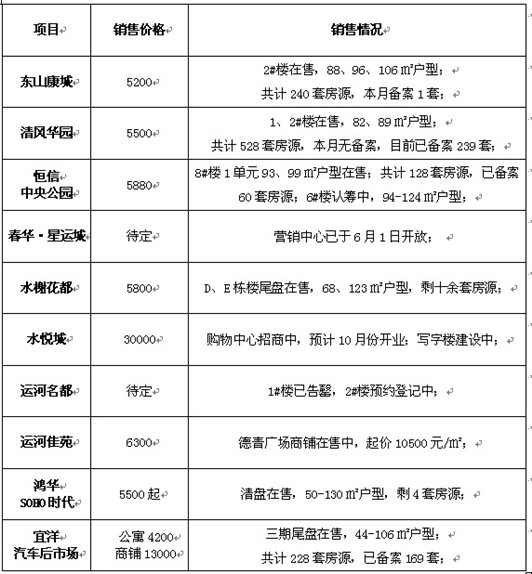 项目 销售价格 销售情况
东山康城 5200 2#楼在售，88、96、106㎡户型；
共计 240 套房源，本月备案 1 套；
清风华园 5500 1、2#楼在售，82、89㎡户型；
共计 528 套房源，本月无备案，目前已备案 239 套；
恒信
中央公园 5880 8#楼 1 单元 93、99㎡户型在售；共计 128 套房源，已备案
60 套房源；6#楼认筹中，94-124㎡户型；
春华·星运城 待定 营销中心已于 6 月 1 日开放；
水榭花都 5800 D、E 栋楼尾盘在售，68、123㎡户型，剩十余套房源；
水悦城 30000 购物中心招商中，预计 10 月份开业；写字楼建设中；
运河名都 待定 1#楼已告罄，2#楼预约登记中；
运河佳苑 6300 德青广场商铺在售中，起价 10500 元/㎡；
鸿华
SOHO 时代 5500 起 清盘在售，50-130㎡户型，剩 4 套房源；
宜洋
汽车后市场 公寓 4200
商铺 13000 三期尾盘在售，44-106㎡户型；
共计 228 套房源，已备案 169 套；